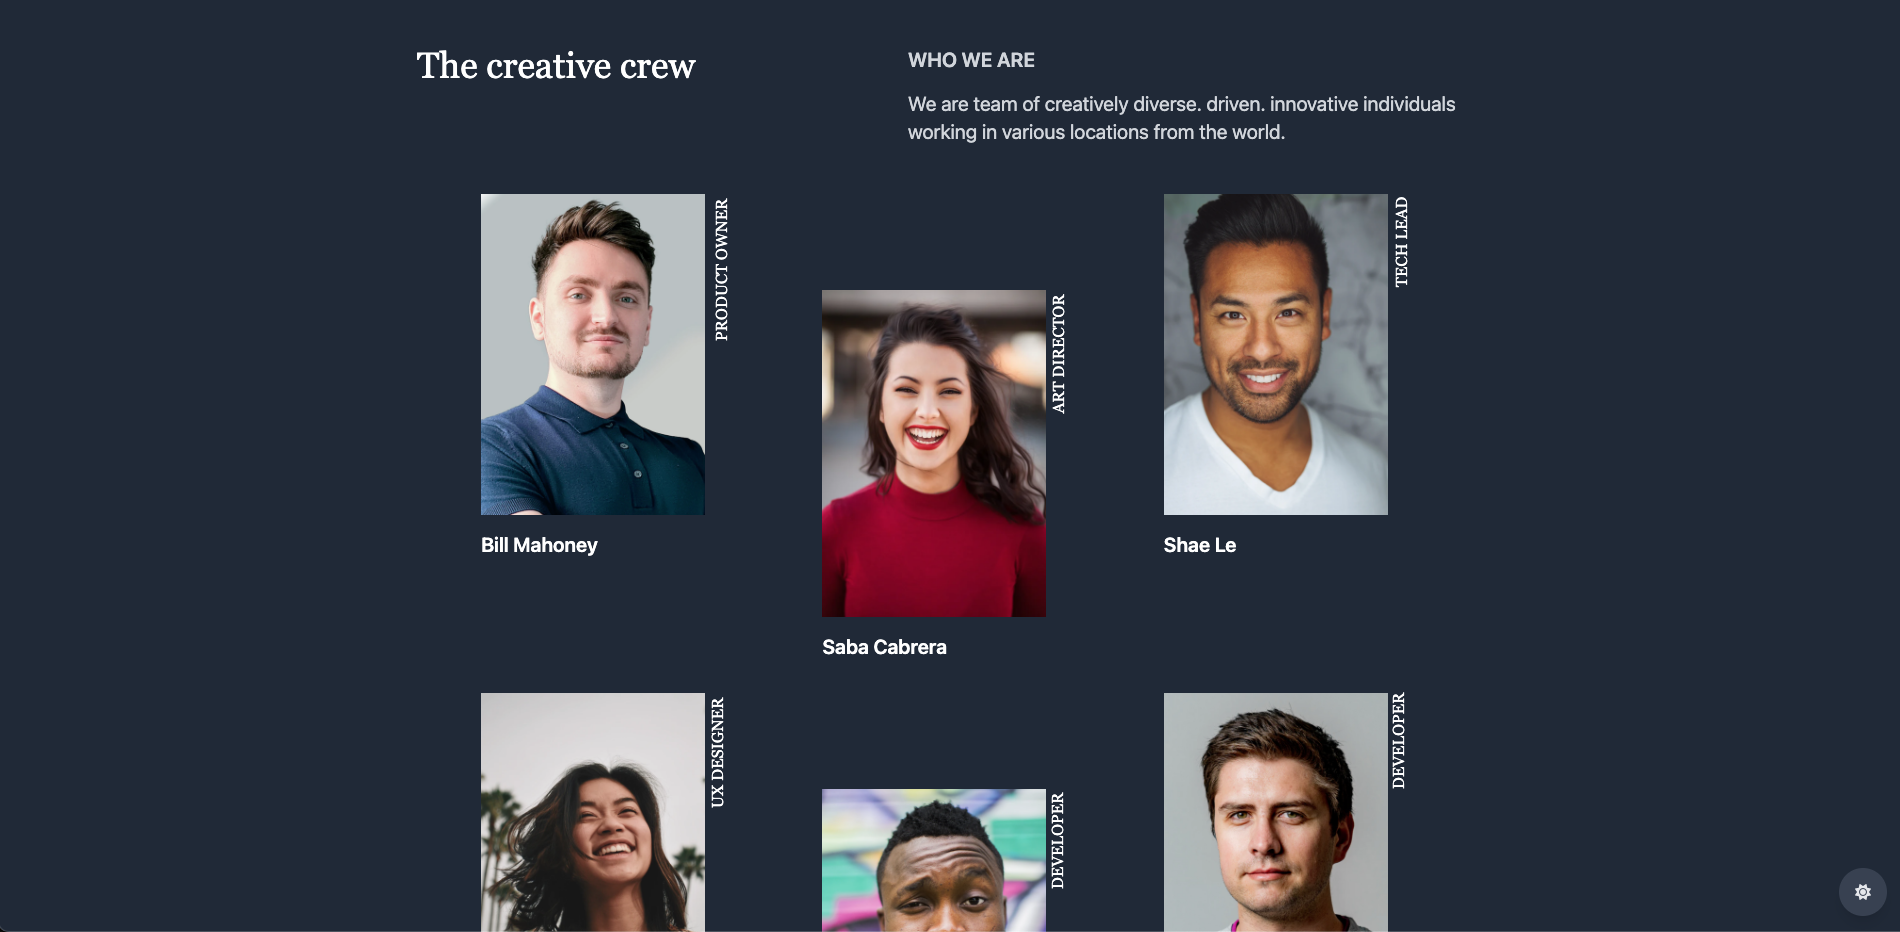 The creative crew
WHO WE ARE
We are team of creatively diverse. driven. innovative individuals
working in various locations from the world.
PRODUCT OWNER
Bill Mahoney
ART DIRECTOR
Saba Cabrera
TECH LEAD
Shae Le
UX DESIGNER
DEVELOPER
DEVELOPER